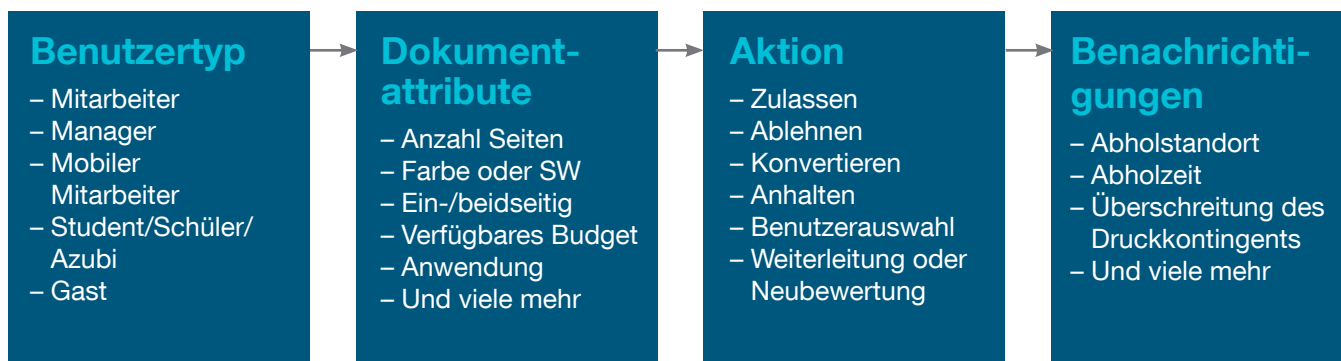 Benutzertyp
– Mitarbeiter
– Manager
– Mobiler
Mitarbeiter
– Student/Schüler/
Azubi
– Gast
Dokument-
attribute
– Anzahl Seiten
– Farbe oder SW
– Ein-/beidseitig
– Verfügbares Budget
– Anwendung
– Und viele mehr
Aktion
– Zulassen
– Ablehnen
– Konvertieren
– Anhalten
– Benutzerauswahl
– Weiterleitung oder
Neubewertung
Benachrichti-
gungen
– Abholstandort
– Abholzeit
– Überschreitung des
Druckkontingents
– Und viele mehr